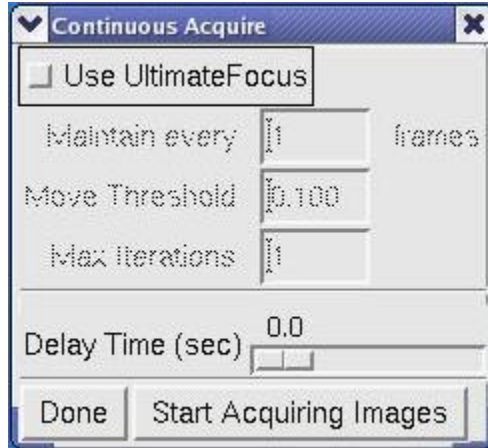 Continuous Acquire
Use UltimateFocus
Maintain every 1 frames
Move Threshold 0.100
Max Iterations 1
0.0
Delay Time (sec)
Done Start Acquiring Images